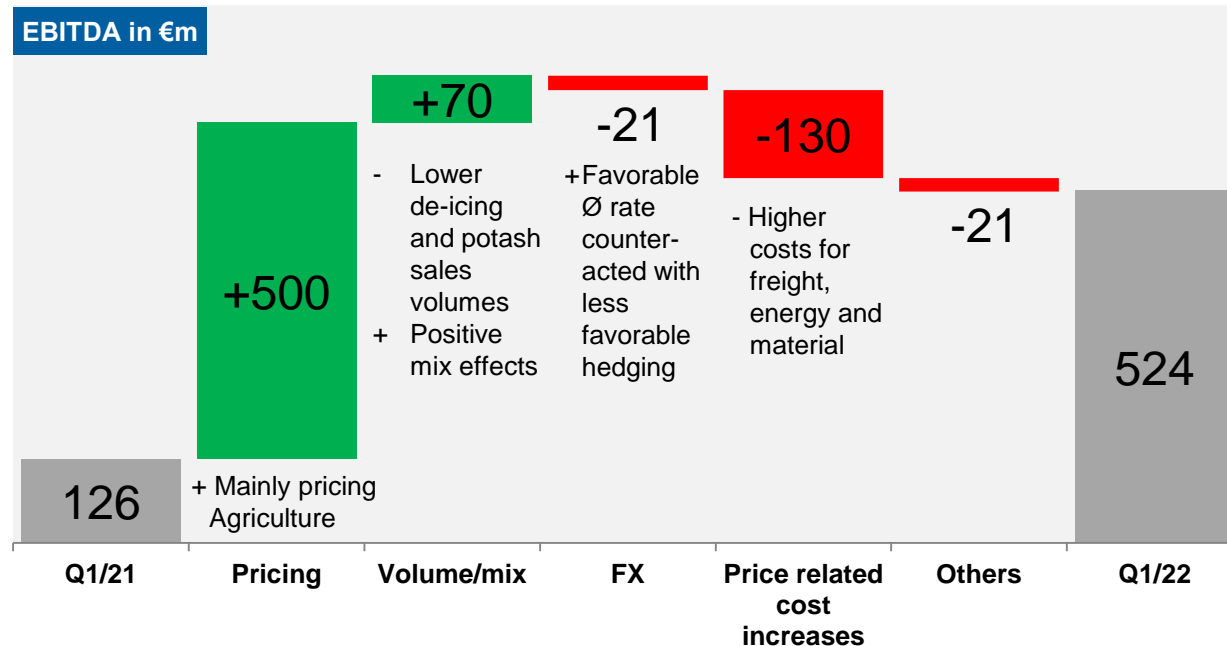 EBITDA in €m
126
+ Mainly pricing
Agriculture
+500
+70
- Lower
de-icing
and potash
sales
volumes
+ Positive
mix effects
-21
+Favorable
Ø rate
counter-
acted with
less
favorable
hedging
-130
- Higher
costs for
freight,
energy and
material
-21
524
Q1/21
Pricing
Volume/mix
FX
Price related
cost
increases
Others
Q1/22